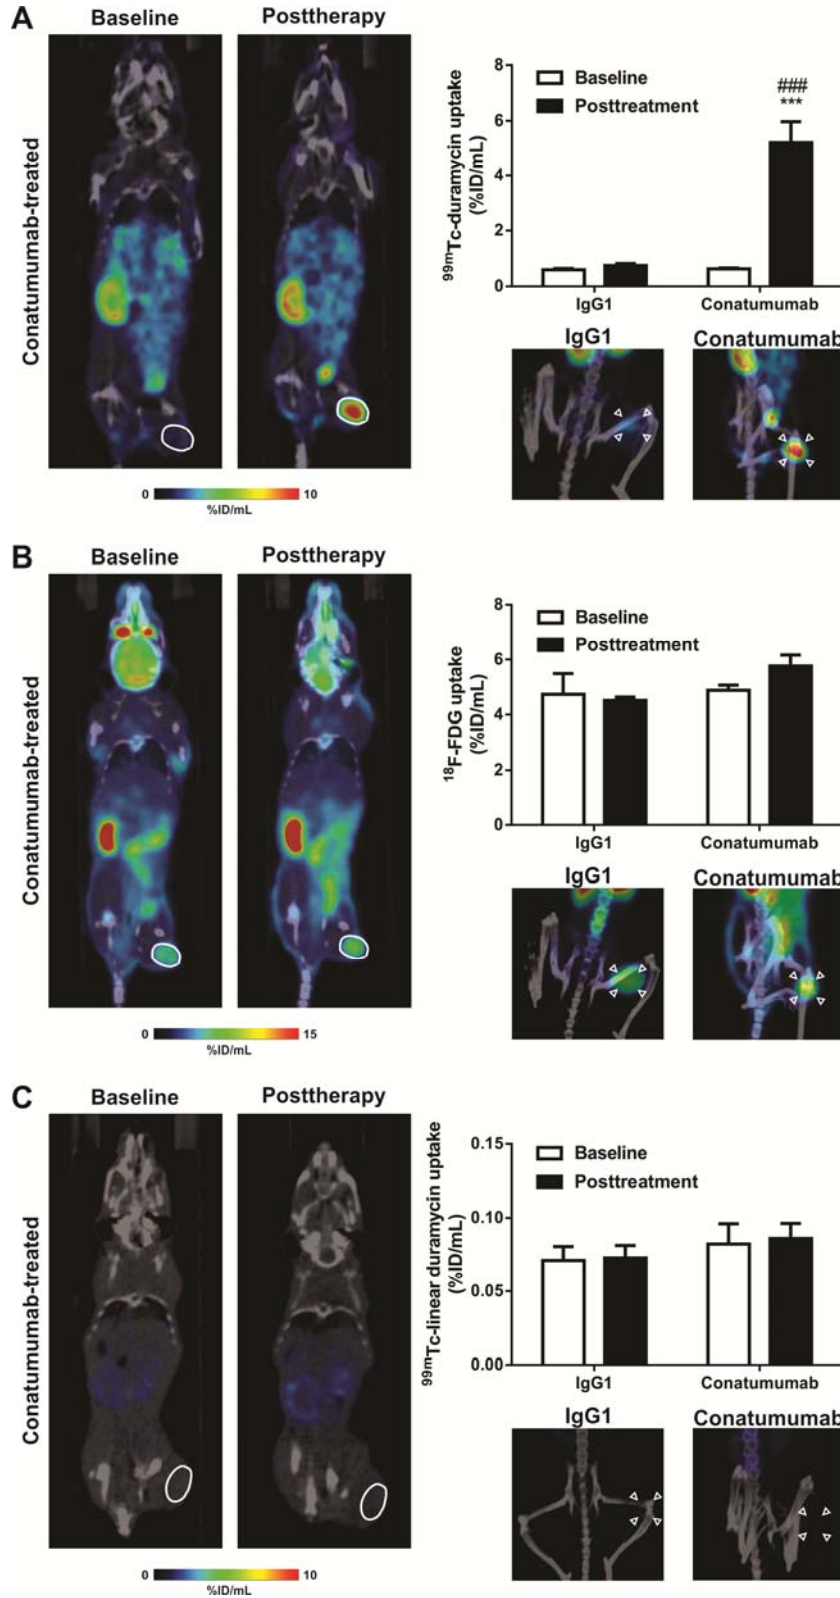 A
Baseline
Posttherapy
Conatumumab-treated
0
10
%ID/mL
99mTc-duramycin uptake
(%ID/mL)
8
6
4
2
0
Baseline
Posttreatment
###
***
IgG1
Conatumumab
IgG1
Conatumumab
B
Baseline
Posttherapy
Conatumumab-treated
0
15
%ID/mL
18F-FDG uptake
(%ID/mL)
8
6
4
2
0
Baseline
Posttreatment
IgG1
Conatumumab
IgG1
Conatumumab
C
Baseline
Posttherapy
Conatumumab-treated
0
10
%ID/mL
99mTc-linear duramycin uptake
(%ID/mL)
0.15
0.10
0.05
0.00
Baseline
Posttreatment
IgG1
Conatumumab
IgG1
Conatumumab